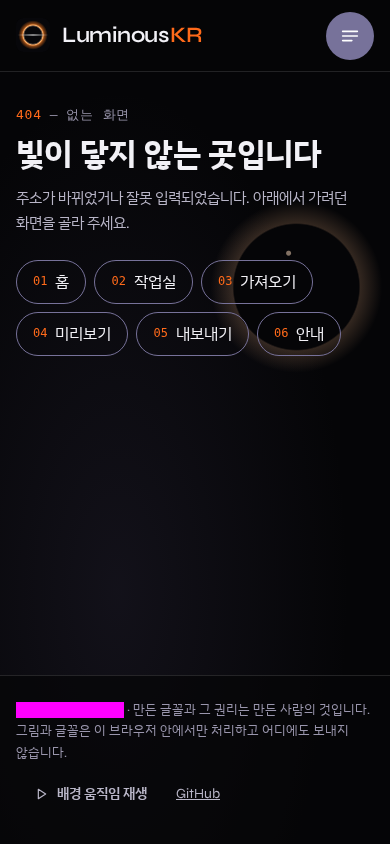 LuminousKR
404 — 없는 화면
빛이 닿지 않는 곳입니다
주소가 바뀌었거나 잘못 입력되었습니다. 아래에서 가려던
화면을 골라 주세요.
01 홈 02 작업실 03 가져오기
04 미리보기 05 내보내기 06 안내
· 만든 글꼴과 그 권리는 만든 사람의 것입니다.
그림과 글꼴은 이 브라우저 안에서만 처리하고 어디에도 보내지
않습니다.
배경 움직임 재생 GitHub